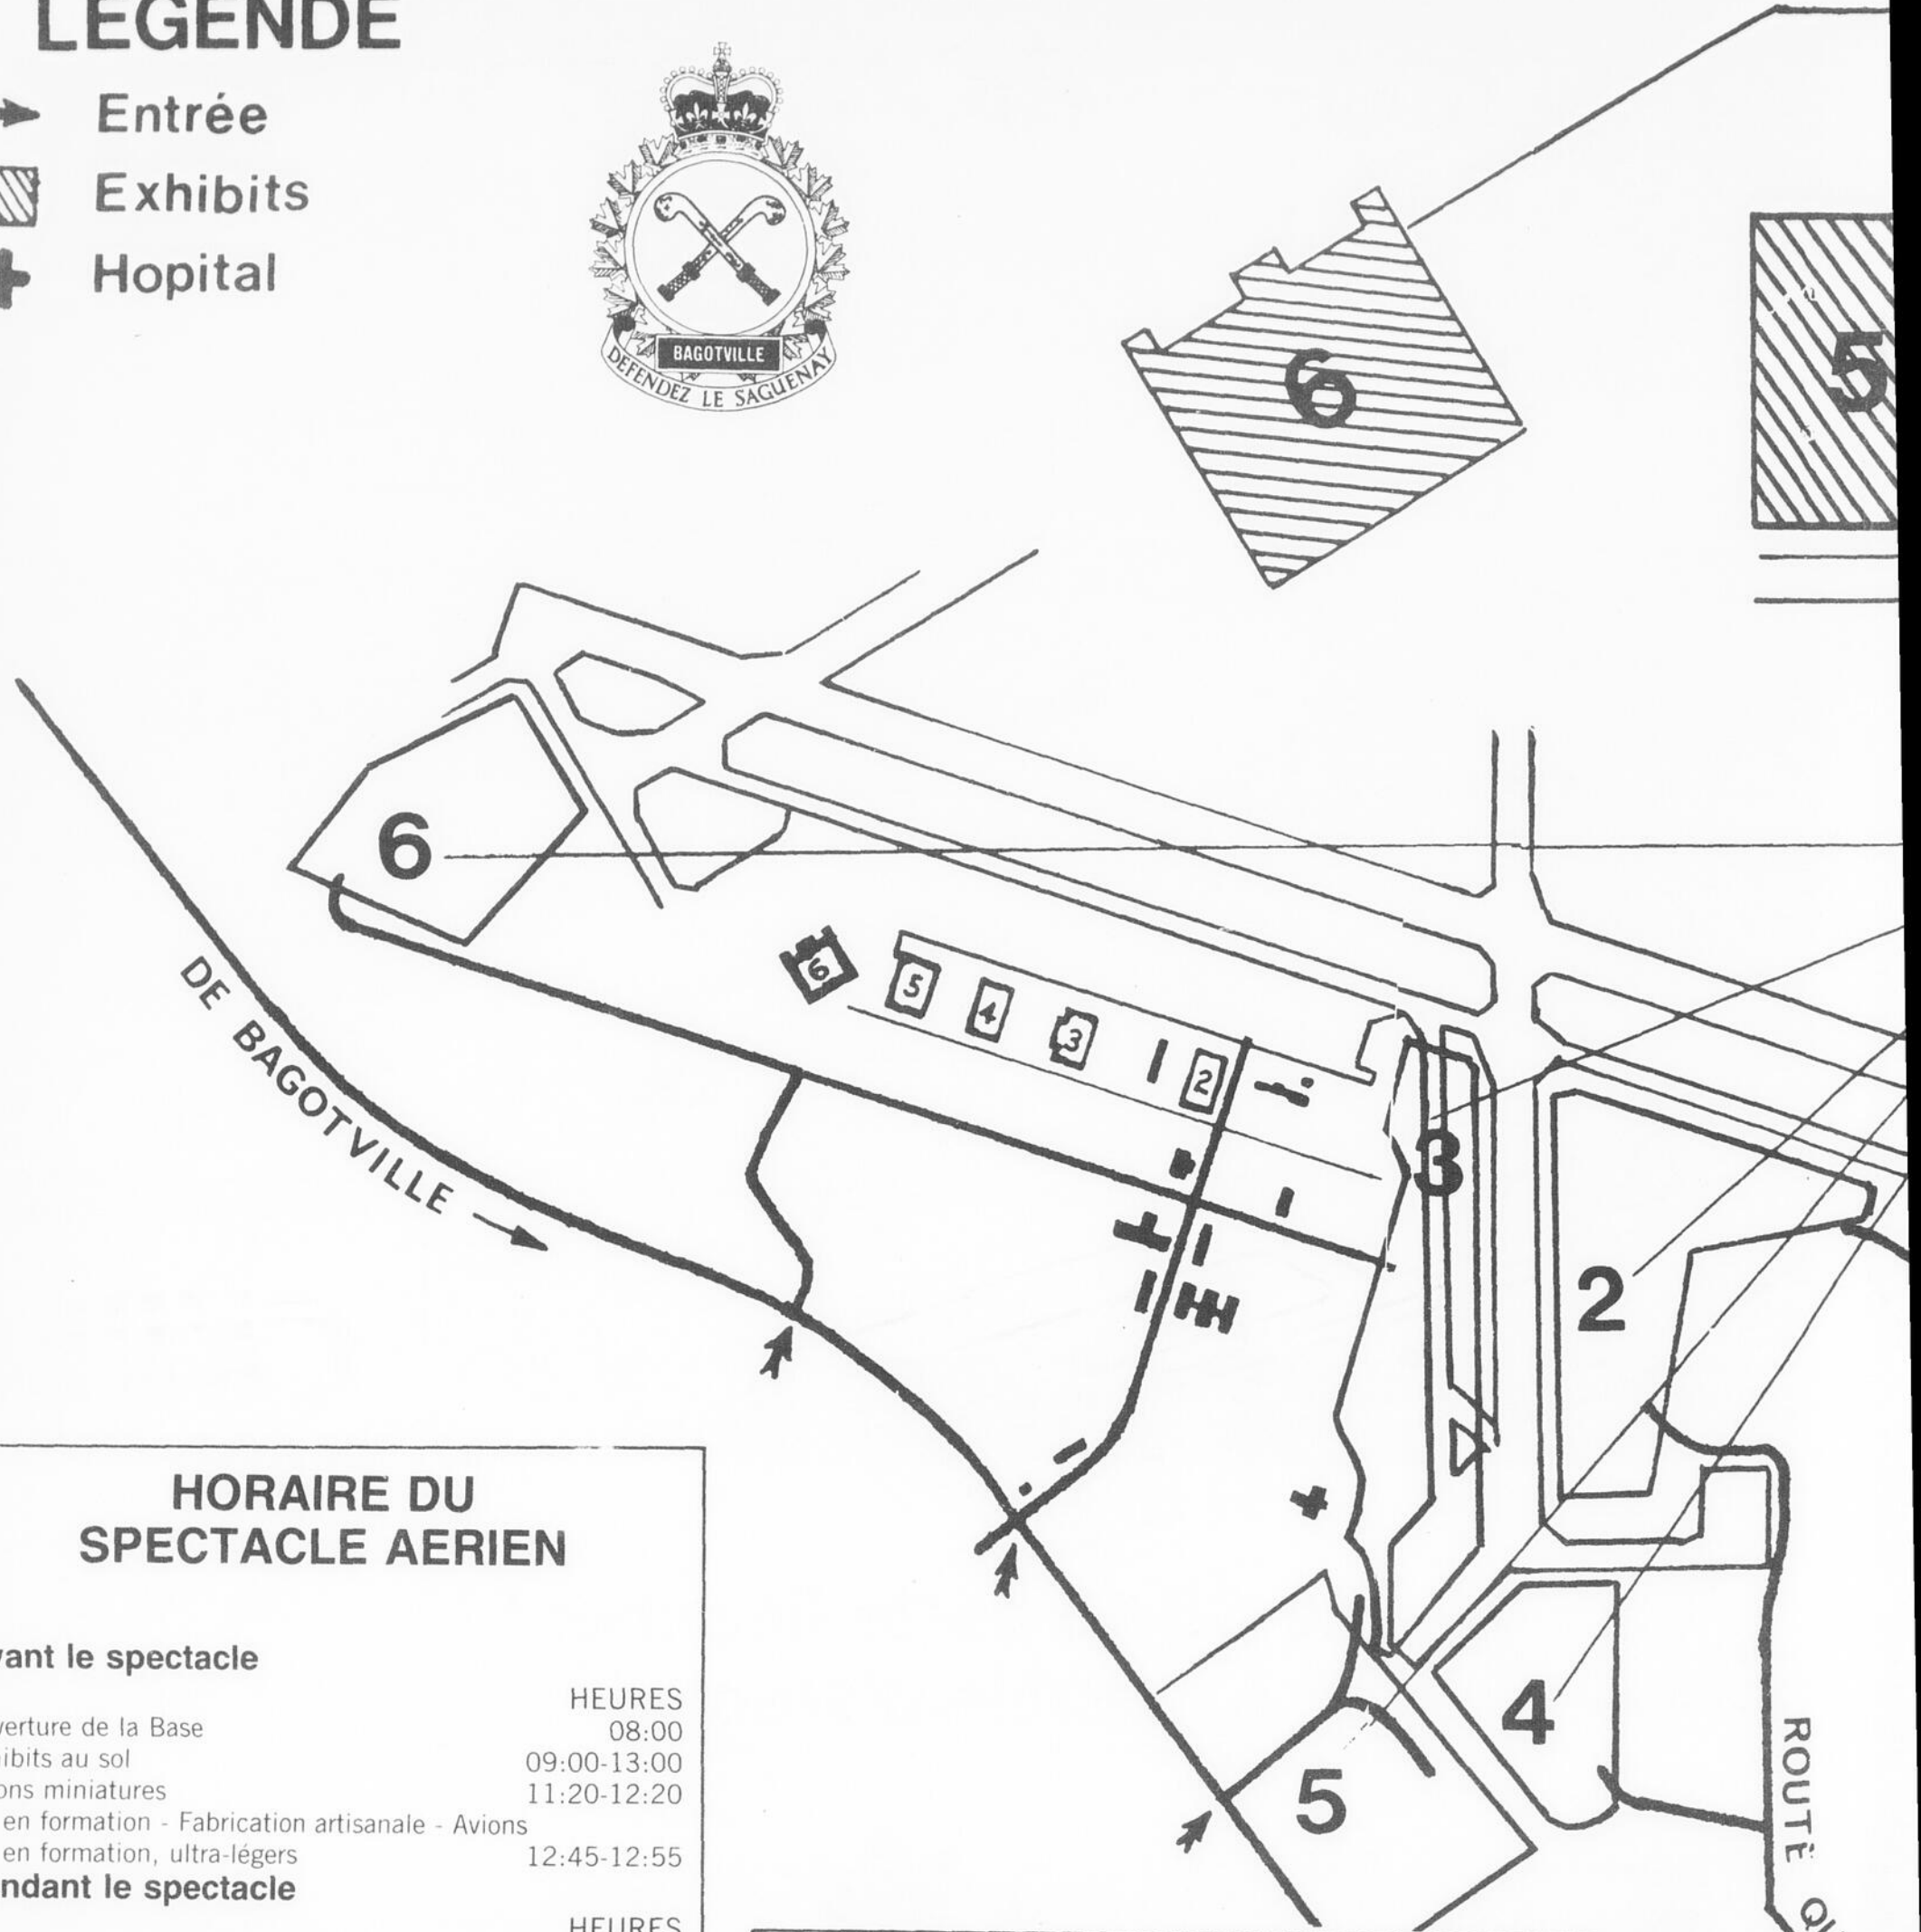 LEGENDE
Entrée
Exhibits
Hopital
BAGOTVILLE
DEFENDEZ LE SAGUENAY
6
5
6
6
5
4
3
2
3
2
DE BAGOTVILLE
4
5
ROUTE
HORAIRE DU
SPECTACLE AERIEN
vant le spectacle
HEURES
verture de la Base 08:00
ibits au sol 09:00-13:00
ons miniatures 11:20-12:20
en formation - Fabrication artisanale - Avions
en formation, ultra-légers 12:45-12:55
ndant le spectacle
HEURES